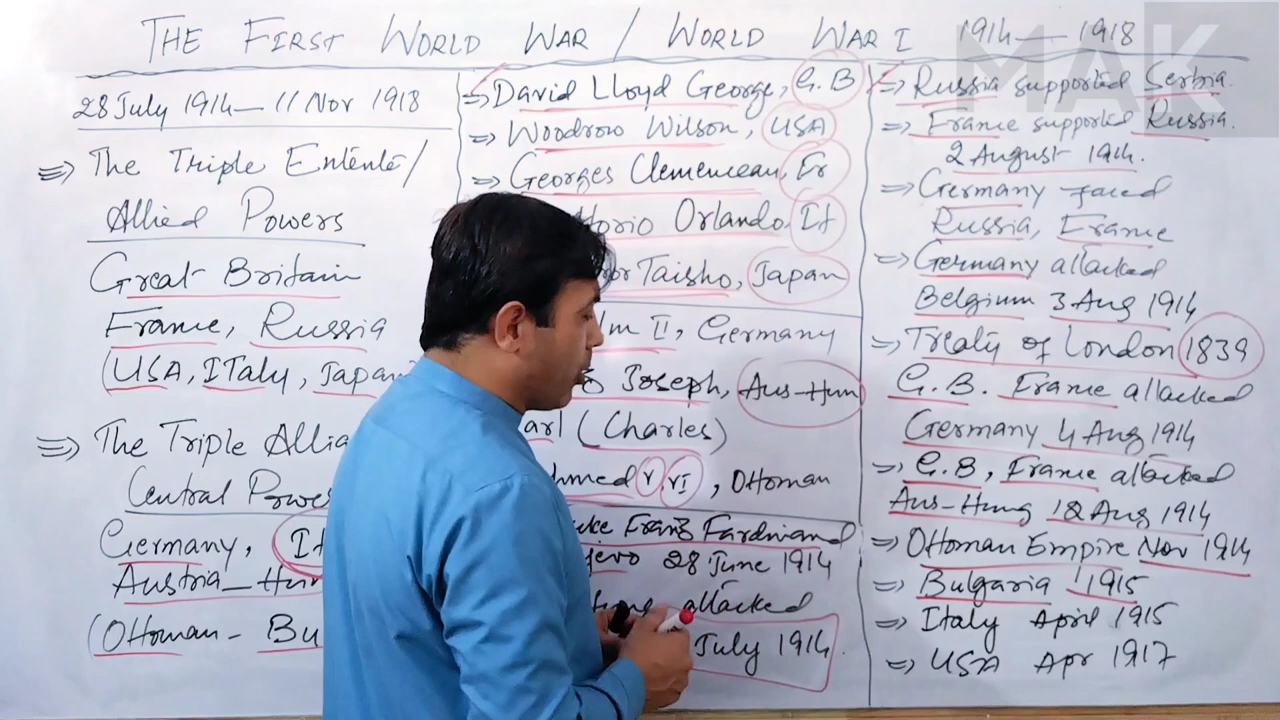 THE FIRST WORLD WAR / WORLD WAR I 1914 — 1918
MAK
28 July 1914 — 11 Nov 1918
⇒ The Triple Entente/
Allied Powers
Great Britain
France, Russia
(USA, ITaly, Japan
⇒ The Triple Allia
Central Power
Germany, It
Austria - Hun
(Ottoman - Bu
⇒ David Lloyd George, G.B
⇒ Woodrow Wilson, USA
⇒ Georges Clemenceau, Fr
torio Orlando, It
ror Taisho, Japan
lm II, Germany
Joseph, Aus-Hun
arl (Charles)
hmed V VI, Ottoman
uke Franz Fardinand
jevo 28 June 1914
attacked
July 1914.
⇒ Russia supported Serbia.
⇒ France supported Russia.
2 August 1914.
⇒ Germany faced
Russia, France
⇒ Germany attacked
Belgium 3 Aug 1914
⇒ Treaty of London 1839
G.B. France attacked
Germany 4 Aug 1914
⇒ G.B, France attacked
Aus-Hung 12 Aug 1914
⇒ Ottoman Empire Nov 1914
⇒ Bulgaria 1915
⇒ Italy April 1915
⇒ USA Apr 1917